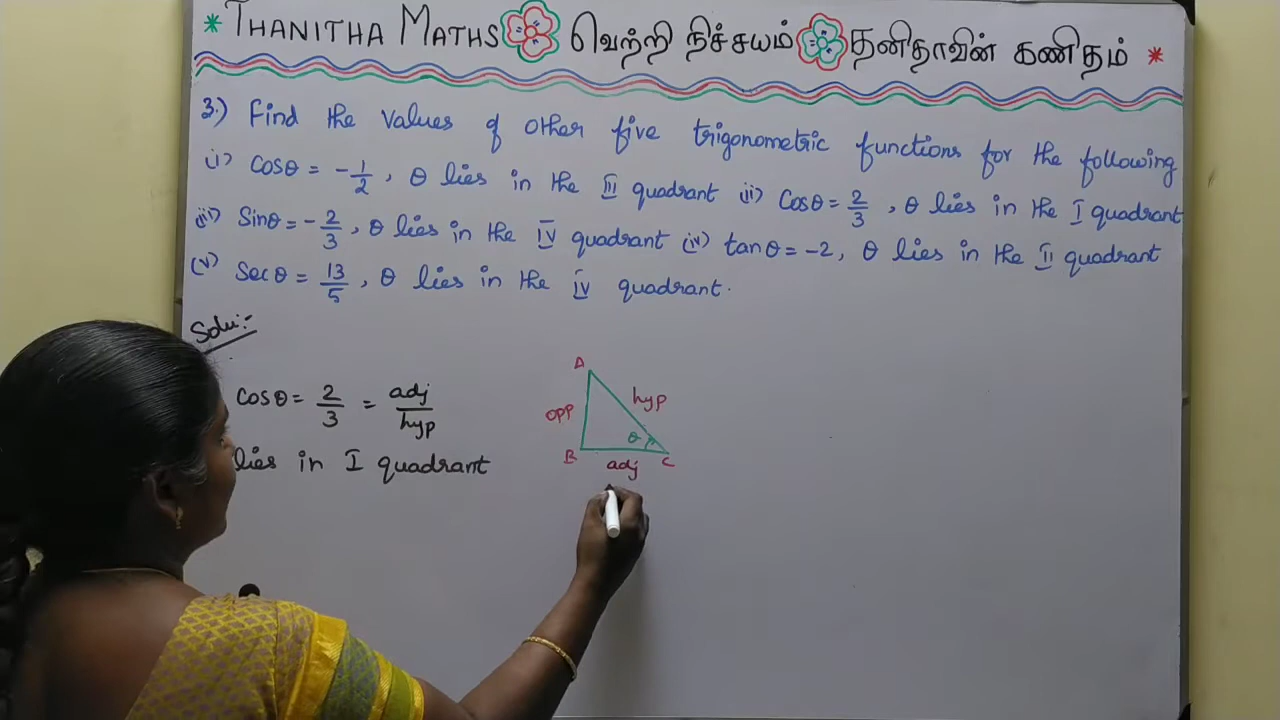 * THANITHA MATHS வெற்றி நிச்சயம் தனிதாவின் கணிதம் *
3.) Find the values of other five trigonometric functions for the following
(i) Cosθ = -1/2, θ lies in the III quadrant (ii) Cosθ = 2/3, θ lies in the I quadrant
(iii) Sinθ = -2/3, θ lies in the IV quadrant (iv) tanθ = -2, θ lies in the II quadrant
(v) Secθ = 13/5, θ lies in the IV quadrant.
Solu:-
cosθ = 2/3 = adj/hyp
lies in I quadrant
A
opp
hyp
θ
B
adj
C